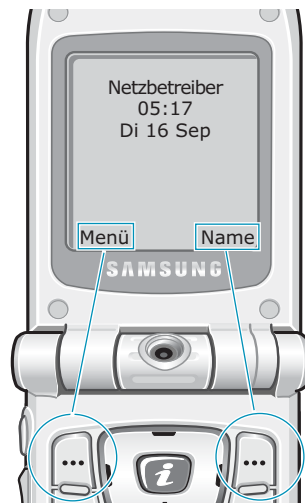 Netzbetreiber
05:17
Di 16 Sep
Menü Name
SAMSUNG
i